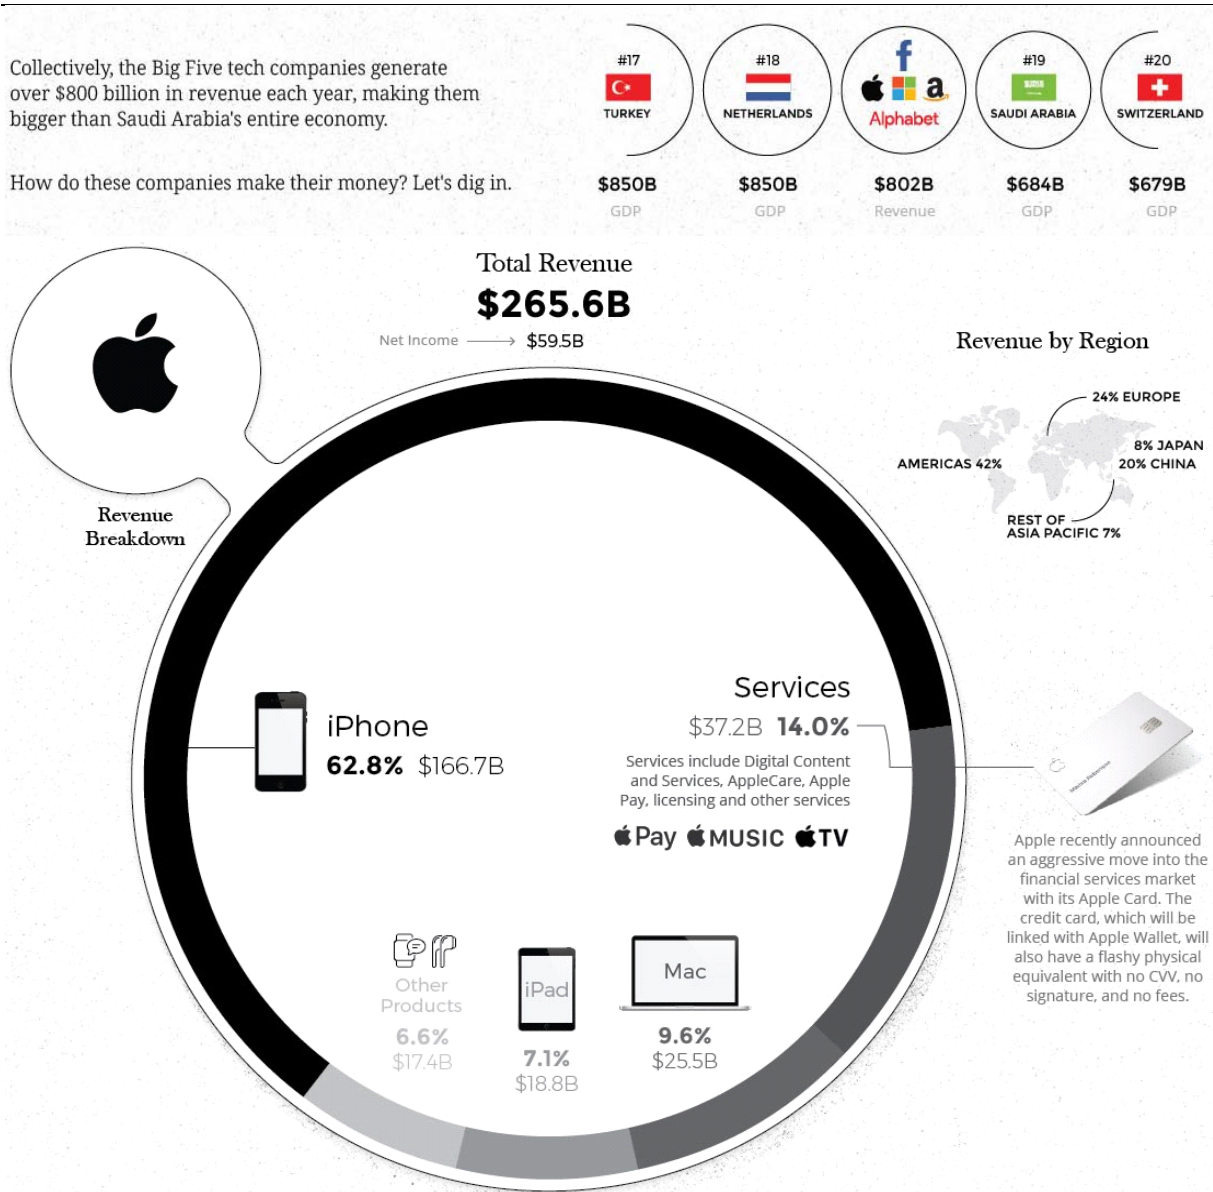 Collectively, the Big Five tech companies generate
over $800 billion in revenue each year, making them
bigger than Saudi Arabia's entire economy.
How do these companies make their money? Let's dig in.
#17
TURKEY
$850B
GDP
#18
NETHERLANDS
$850B
GDP
f
a
Alphabet
$802B
Revenue
#19
SAUDI ARABIA
$684B
GDP
#20
SWITZERLAND
$679B
GDP
Total Revenue
$265.6B
Net Income $59.5B
Revenue
Breakdown
Revenue by Region
24% EUROPE
8% JAPAN
AMERICAS 42%
20% CHINA
REST OF
ASIA PACIFIC 7%
iPhone
62.8% $166.7B
Services
$37.2B 14.0%
Services include Digital Content
and Services, AppleCare, Apple
Pay, licensing and other services
Pay MUSIC TV
Other
Products
6.6%
$17.4B
iPad
7.1%
$18.8B
Mac
9.6%
$25.5B
Apple recently announced
an aggressive move into the
financial services market
with its Apple Card. The
credit card, which will be
linked with Apple Wallet, will
also have a flashy physical
equivalent with no CVV, no
signature, and no fees.